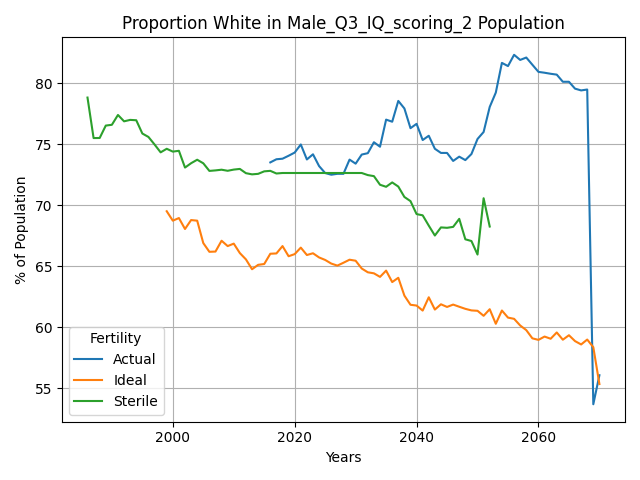 Proportion White in Male_Q3_IQ_scoring_2 Population
% of Population
80
75
70
65
60
55
Fertility
Actual
Ideal
Sterile
2000
2020
2040
2060
Years